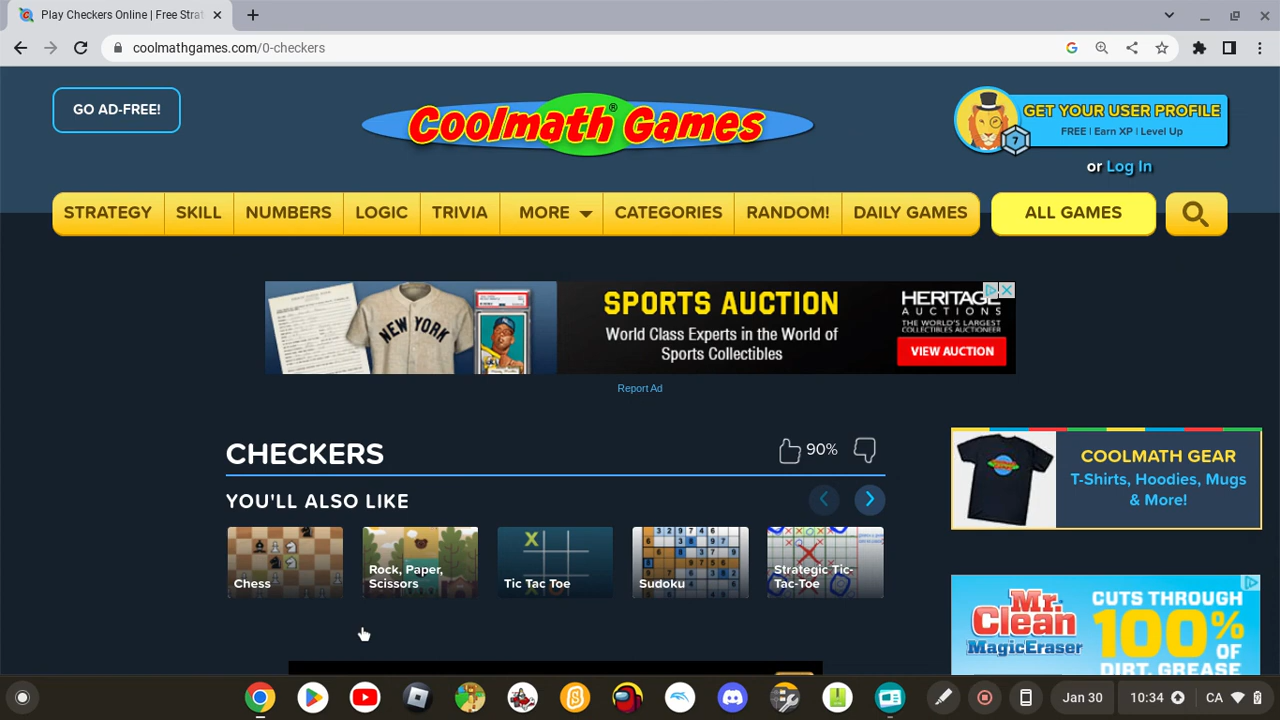 Play Checkers Online | Free Strat
coolmathgames.com/0-checkers
GO AD-FREE!
Coolmath Games®
GET YOUR USER PROFILE
FREE | Earn XP | Level Up
7
or Log In
STRATEGY SKILL NUMBERS LOGIC TRIVIA MORE CATEGORIES RANDOM! DAILY GAMES ALL GAMES
NEW YORK
SPORTS AUCTION
World Class Experts in the World of
Sports Collectibles
HERITAGE
AUCTIONS
THE WORLD'S LARGEST
COLLECTIBLES AUCTIONEER
VIEW AUCTION
Report Ad
CHECKERS
90%
YOU'LL ALSO LIKE
Chess
Rock, Paper,
Scissors
Tic Tac Toe
Sudoku
Strategic Tic-
Tac-Toe
COOLMATH GEAR
T-Shirts, Hoodies, Mugs
& More!
Mr. Clean
MagicEraser
CUTS THROUGH
100%
OF
DIRT, GREASE
Jan 30
10:34
CA